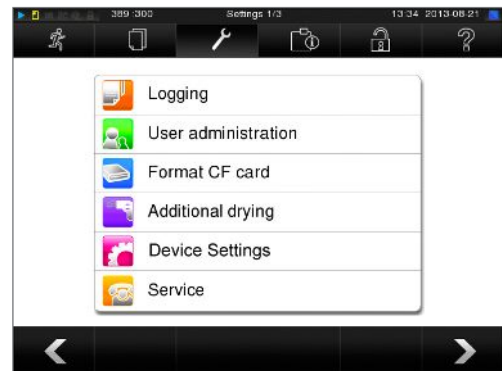 389 :300 Settings 1/3 13:34 2013-08-21
Logging
User administration
Format CF card
Additional drying
Device Settings
Service